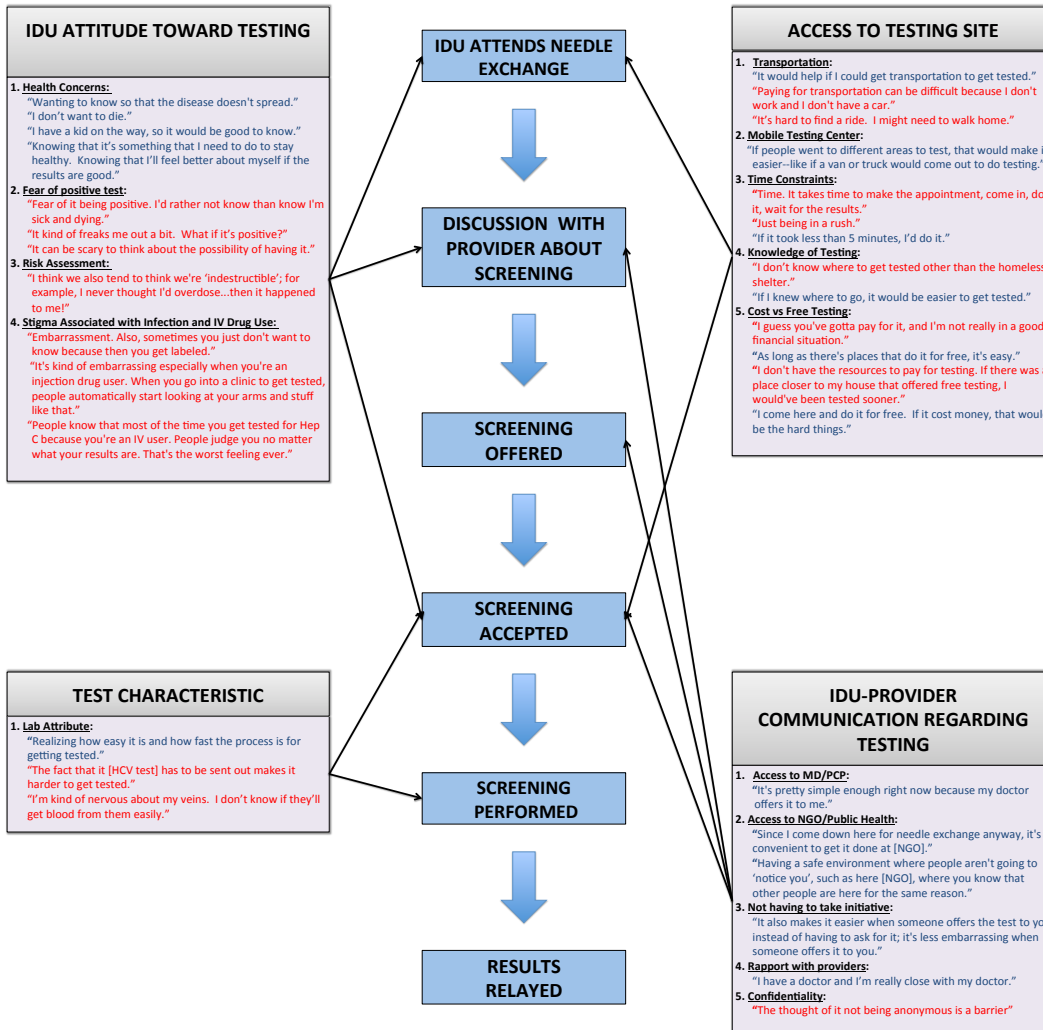 IDU ATTITUDE TOWARD TESTING
1. Health Concerns:
“Wanting to know so that the disease doesn't spread.”
“I don’t want to die.”
“I have a kid on the way, so it would be good to know.”
“Knowing that it’s something that I need to do to stay
healthy. Knowing that I’ll feel better about myself if the
results are good.”
2. Fear of positive test:
“Fear of it being positive. I'd rather not know than know I'm
sick and dying.”
“It kind of freaks me out a bit. What if it's positive?”
“It can be scary to think about the possibility of having it.”
3. Risk Assessment:
“I think we also tend to think we’re ‘indestructible’; for
example, I never thought I’d overdose...then it happened
to me!”
4. Stigma Associated with Infection and IV Drug Use:
“Embarrassment. Also, sometimes you just don't want to
know because then you get labeled.”
“It's kind of embarrassing especially when you're an
injection drug user. When you go into a clinic to get tested,
people automatically start looking at your arms and stuff
like that.”
“People know that most of the time you get tested for Hep
C because you're an IV user. People judge you no matter
what your results are. That's the worst feeling ever.”
TEST CHARACTERISTIC
1. Lab Attribute:
“Realizing how easy it is and how fast the process is for
getting tested.”
“The fact that it [HCV test] has to be sent out makes it
harder to get tested.”
“I’m kind of nervous about my veins. I don’t know if they’ll
get blood from them easily.”
IDU ATTENDS NEEDLE
EXCHANGE
DISCUSSION WITH
PROVIDER ABOUT
SCREENING
SCREENING
OFFERED
SCREENING
ACCEPTED
SCREENING
PERFORMED
RESULTS
RELAYED
ACCESS TO TESTING SITE
1. Transportation:
“It would help if I could get transportation to get tested.”
“Paying for transportation can be difficult because I don't
work and I don't have a car.”
“It's hard to find a ride. I might need to walk home.”
2. Mobile Testing Center:
“If people went to different areas to test, that would make
easier--like if a van or truck would come out to do testing.”
3. Time Constraints:
“Time. It takes time to make the appointment, come in, do
it, wait for the results.”
“Just being in a rush.”
“If it took less than 5 minutes, I’d do it.”
4. Knowledge of Testing:
“I don’t know where to get tested other than the homeless
shelter.”
“If I knew where to go, it would be easier to get tested.”
5. Cost vs Free Testing:
“I guess you’ve gotta pay for it, and I’m not really in a good
financial situation.”
“As long as there's places that do it for free, it's easy.”
“I don't have the resources to pay for testing. If there was
place closer to my house that offered free testing, I
would've been tested sooner.”
“I come here and do it for free. If it cost money, that would
be the hard things.”
IDU-PROVIDER
COMMUNICATION REGARDING
TESTING
1. Access to MD/PCP:
“It's pretty simple enough right now because my doctor
offers it to me.”
2. Access to NGO/Public Health:
“Since I come down here for needle exchange anyway, it's
convenient to get it done at [NGO].”
“Having a safe environment where people aren't going to
‘notice you’, such as here [NGO], where you know that
other people are here for the same reason.”
3. Not having to take initiative:
“It also makes it easier when someone offers the test to
instead of having to ask for it; it's less embarrassing when
someone offers it to you.”
4. Rapport with providers:
“I have a doctor and I’m really close with my doctor.”
5. Confidentiality:
“The thought of it not being anonymous is a barrier”